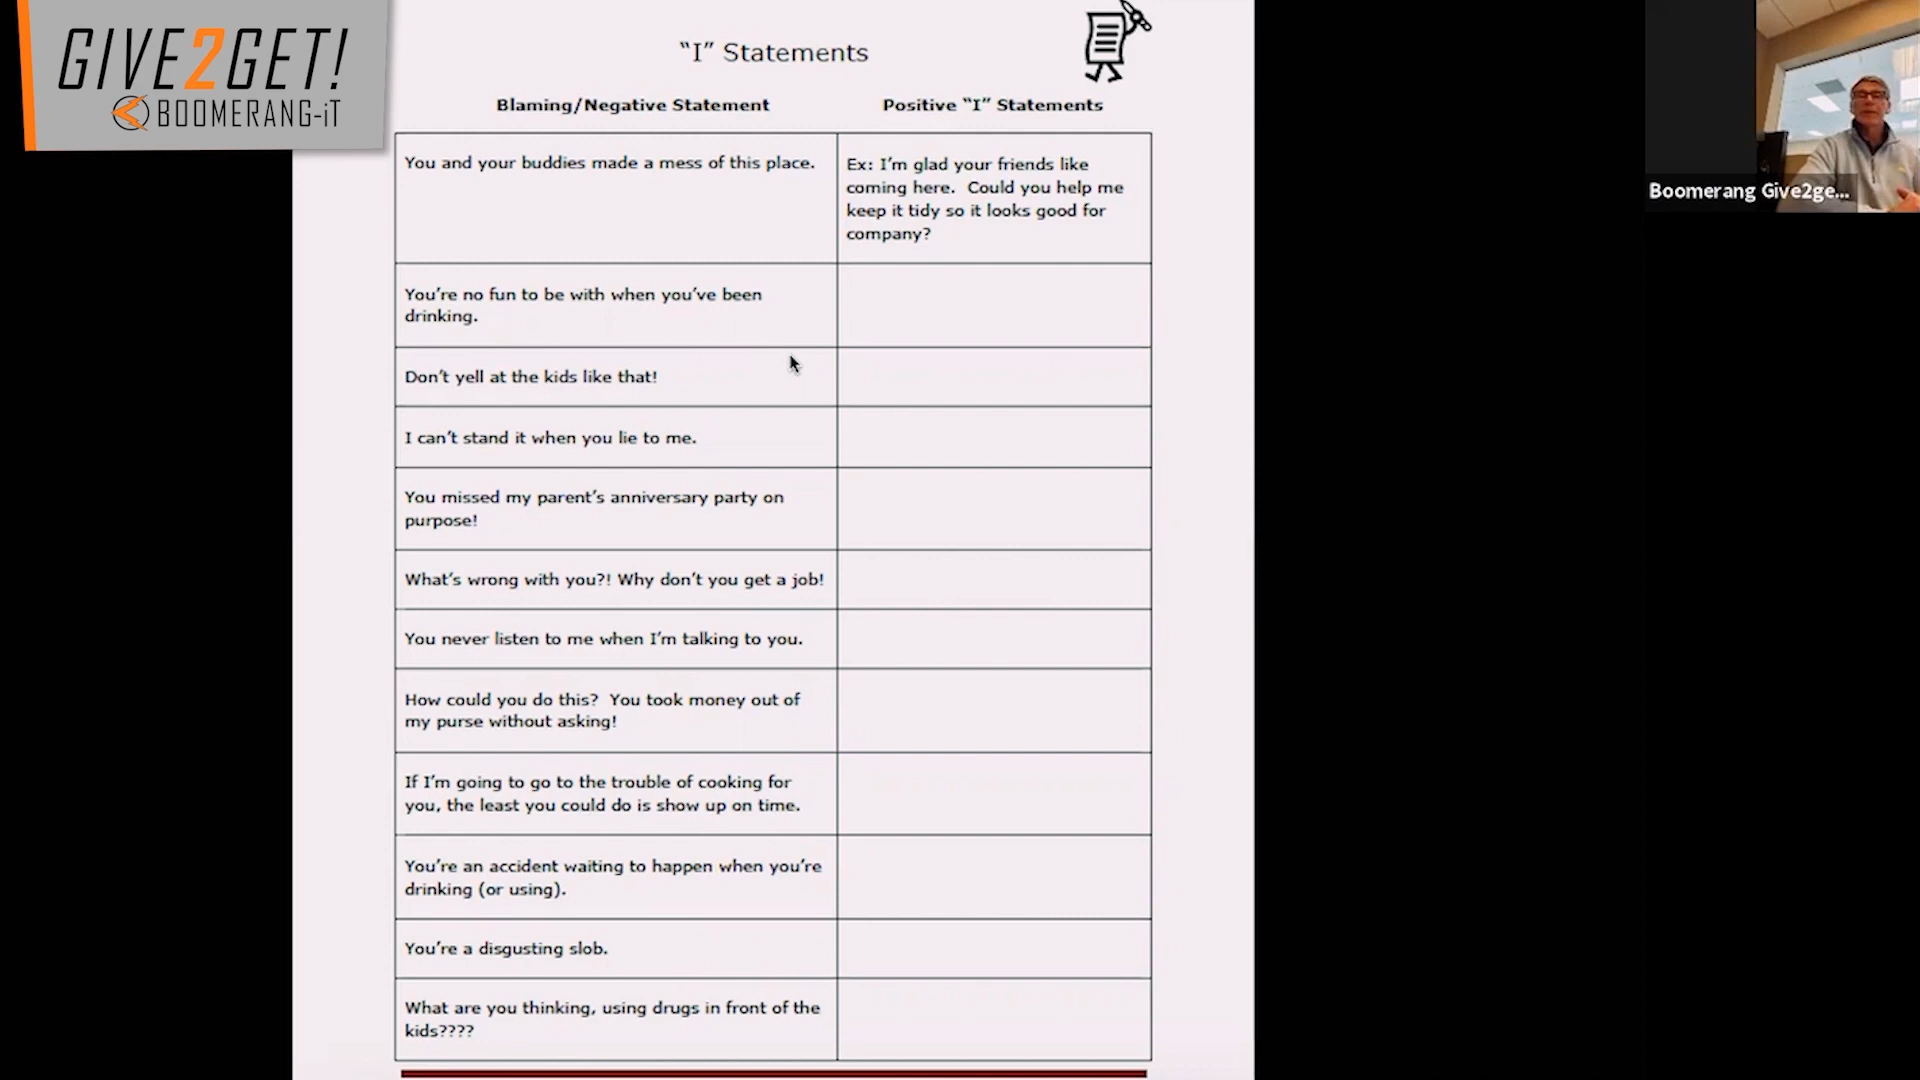 GIVE2GET!
BOOMERANG-iT
"I" Statements
Blaming/Negative Statement
Positive "I" Statements
You and your buddies made a mess of this place.
Ex: I'm glad your friends like
coming here.  Could you help me
keep it tidy so it looks good for
company?
You're no fun to be with when you've been
drinking.
Don't yell at the kids like that!
I can't stand it when you lie to me.
You missed my parent's anniversary party on
purpose!
What's wrong with you?! Why don't you get a job!
You never listen to me when I'm talking to you.
How could you do this?  You took money out of
my purse without asking!
If I'm going to go to the trouble of cooking for
you, the least you could do is show up on time.
You're an accident waiting to happen when you're
drinking (or using).
You're a disgusting slob.
What are you thinking, using drugs in front of the
kids????
Boomerang Give2ge...